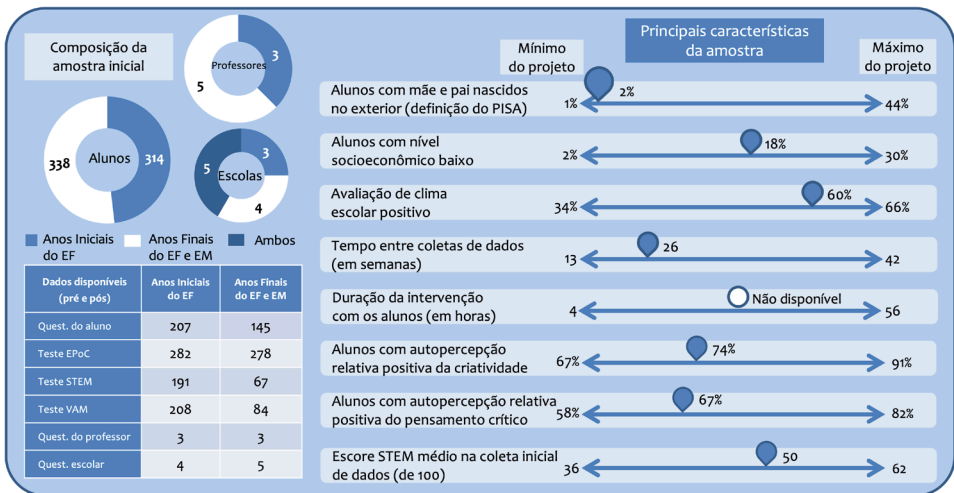 Composição da
amostra inicial
Professores
3
5
Alunos
338
314
Escolas
5
3
4
Anos Iniciais
do EF
Anos Finais
do EF e EM
Ambos
Dados disponíveis
(pré e pós)
Anos Iniciais
do EF
Anos Finais
do EF e EM
Quest. do aluno
207
145
Teste EPoC
282
278
Teste STEM
191
67
Teste VAM
208
84
Quest. do professor
3
3
Quest. escolar
4
5
Principais características
da amostra
Mínimo
do projeto
Máximo
do projeto
Alunos com mãe e pai nascidos
no exterior (definição do PISA)
1%
2%
44%
Alunos com nível
socioeconômico baixo
2%
18%
30%
Avaliação de clima
escolar positivo
34%
60%
66%
Tempo entre coletas de dados
(em semanas)
13
26
42
Duração da intervenção
com os alunos (em horas)
4
Não disponível
56
Alunos com autopercepção
relativa positiva da criatividade
67%
74%
91%
Alunos com autopercepção relativa
positiva do pensamento crítico
58%
67%
82%
Escore STEM médio na coleta inicial
de dados (de 100)
36
50
62